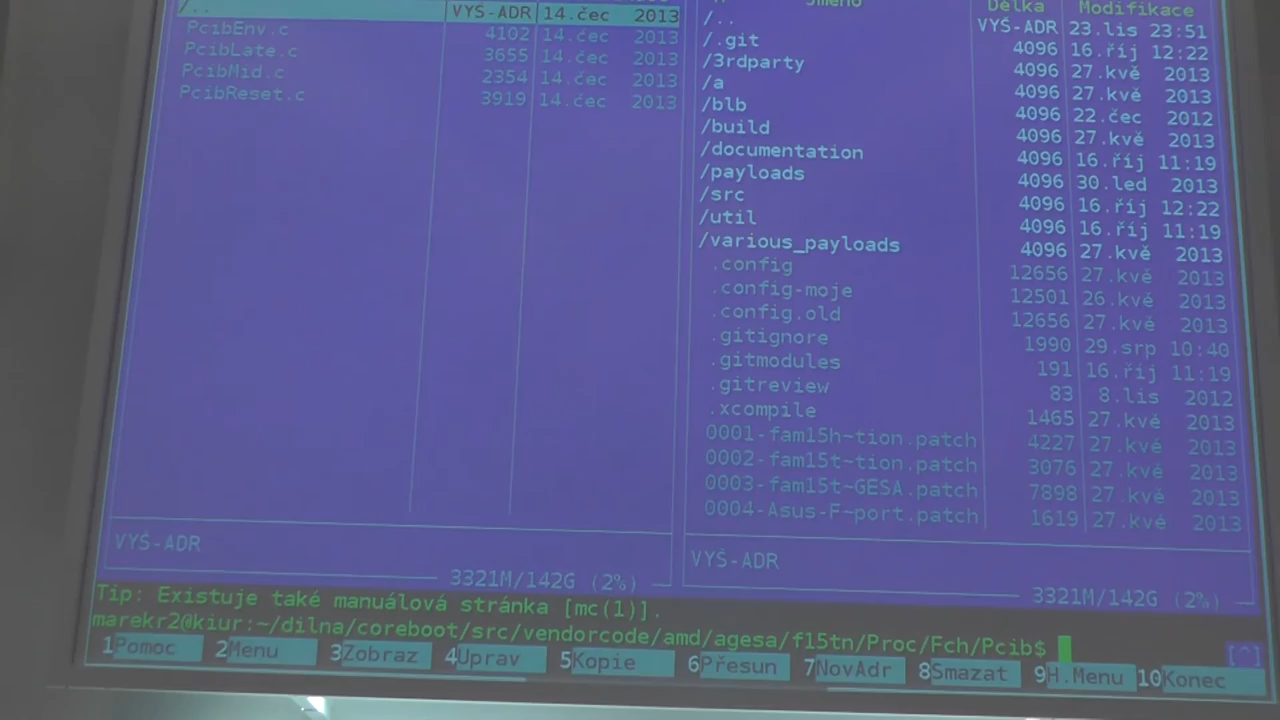 /.. VYŠ-ADR 14.čec 2013
PcibEnv.c 4102 14.čec 2013
PcibLate.c 3655 14.čec 2013
PcibMid.c 2354 14.čec 2013
PcibReset.c 3919 14.čec 2013
VYŠ-ADR
3321M/142G (2%)
Jméno Délka Modifikace
/.. VYŠ-ADR 23.lis 23:51
/.git 4096 16.říj 12:22
/3rdparty 4096 27.kvě 2013
/a 4096 27.kvě 2013
/blb 4096 22.čec 2012
/build 4096 27.kvě 2013
/documentation 4096 16.říj 11:19
/payloads 4096 30.led 2013
/src 4096 16.říj 12:22
/util 4096 16.říj 11:19
/various_payloads 4096 27.kvě 2013
.config 12656 27.kvě 2013
.config-moje 12501 26.kvě 2013
.config.old 12656 27.kvě 2013
.gitignore 1990 29.srp 10:40
.gitmodules 191 16.říj 11:19
.gitreview 83 8.lis 2012
.xcompile 1465 27.kvě 2013
0001-fam15h~tion.patch 4227 27.kvě 2013
0002-fam15t~tion.patch 3076 27.kvě 2013
0003-fam15t~GESA.patch 7898 27.kvě 2013
0004-Asus-F~port.patch 1619 27.kvě 2013
VYŠ-ADR
3321M/142G (2%)
Tip: Existuje také manuálová stránka [mc(1)].
marekr2@kiur:~/dilna/coreboot/src/vendorcode/amd/agesa/f15tn/Proc/Fch/Pcib$ [^]
1Pomoc 2Menu 3Zobraz 4Uprav 5Kopie 6Přesun 7NovAdr 8Smazat 9H.Menu 10Konec